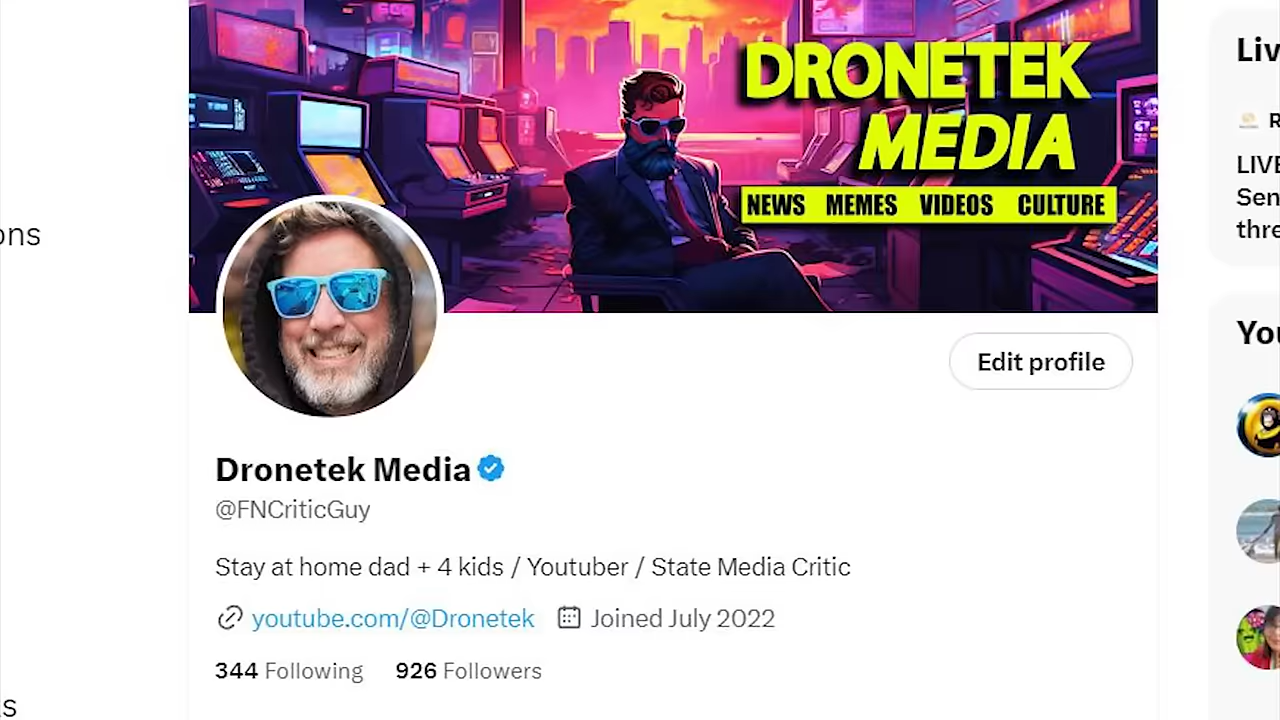 DRONETEK
MEDIA
NEWS MEMES VIDEOS CULTURE
Edit profile
Dronetek Media
@FNCriticGuy
Stay at home dad + 4 kids / Youtuber / State Media Critic
youtube.com/@Dronetek Joined July 2022
344 Following 926 Followers
ons
Liv
R
LIVE
Sen
thre
You